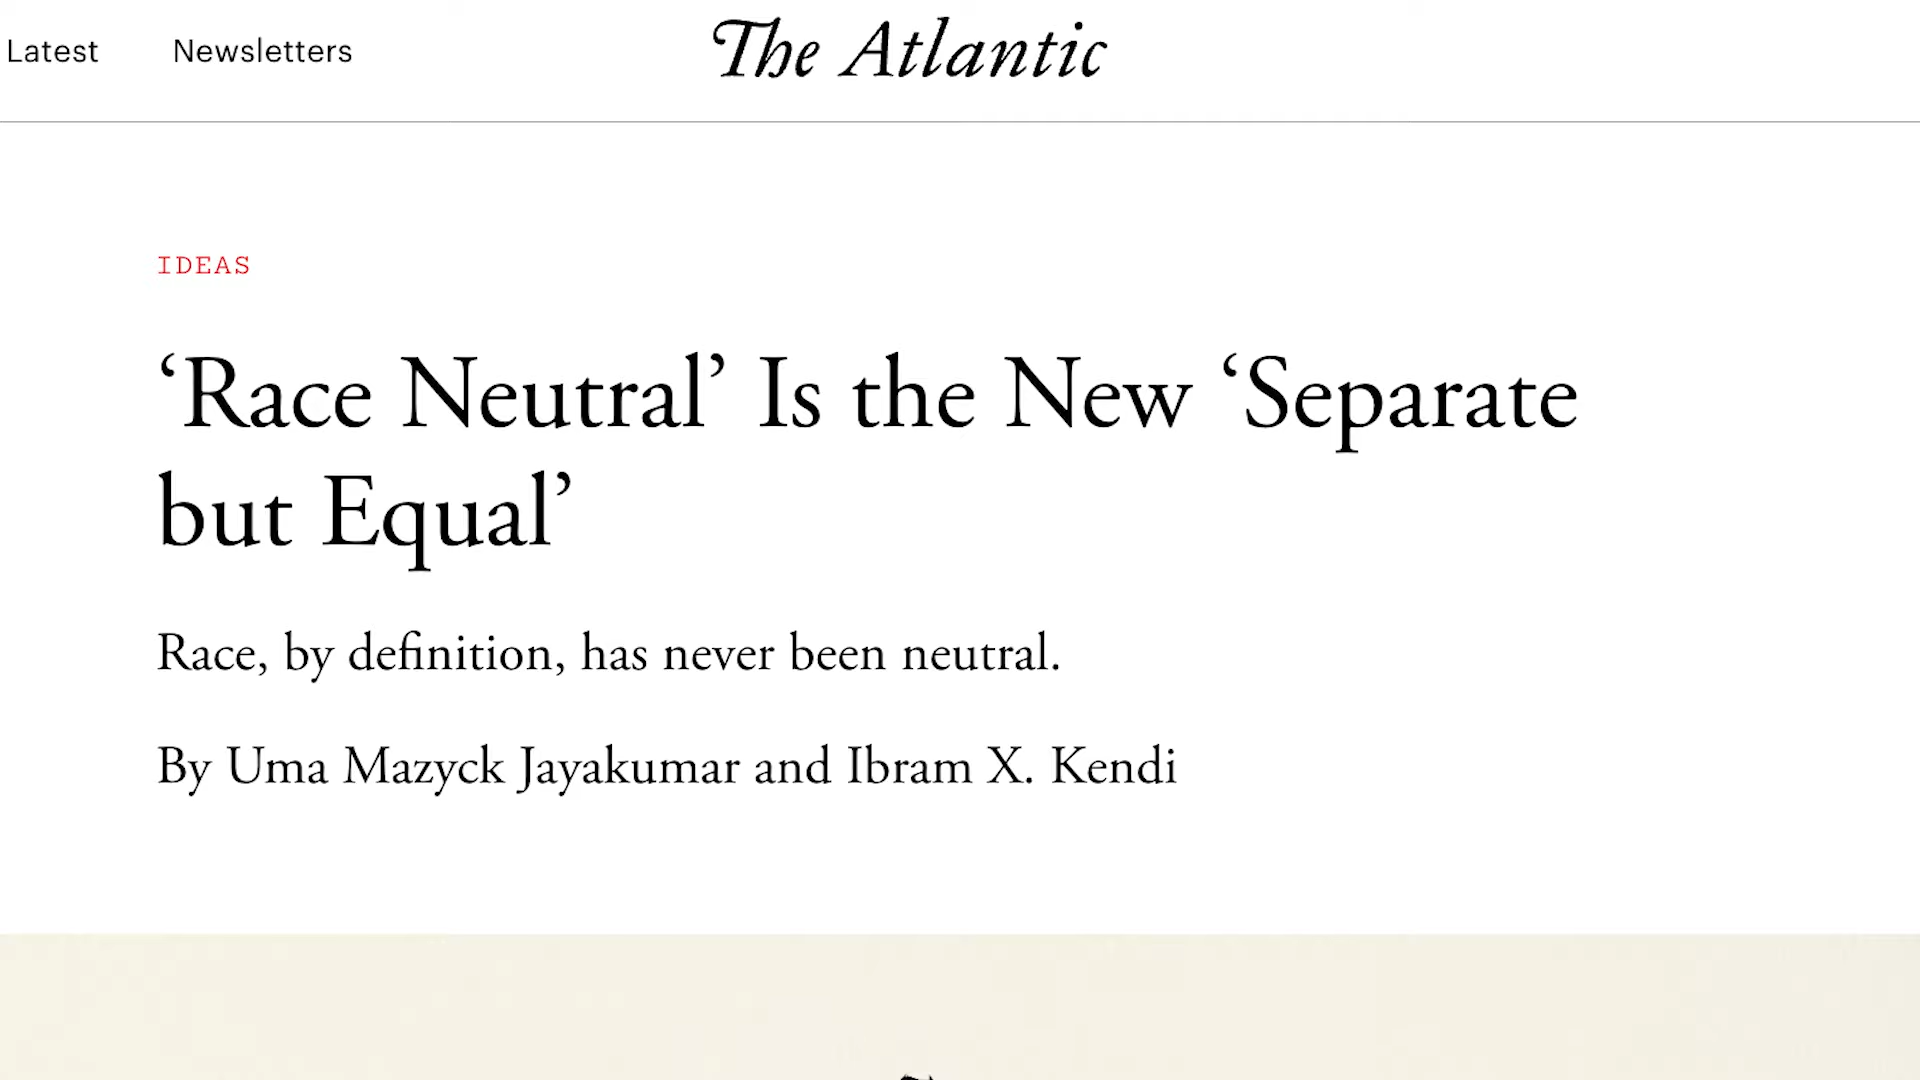 Latest Newsletters The Atlantic
IDEAS
‘Race Neutral’ Is the New ‘Separate
but Equal’
Race, by definition, has never been neutral.
By Uma Mazyck Jayakumar and Ibram X. Kendi